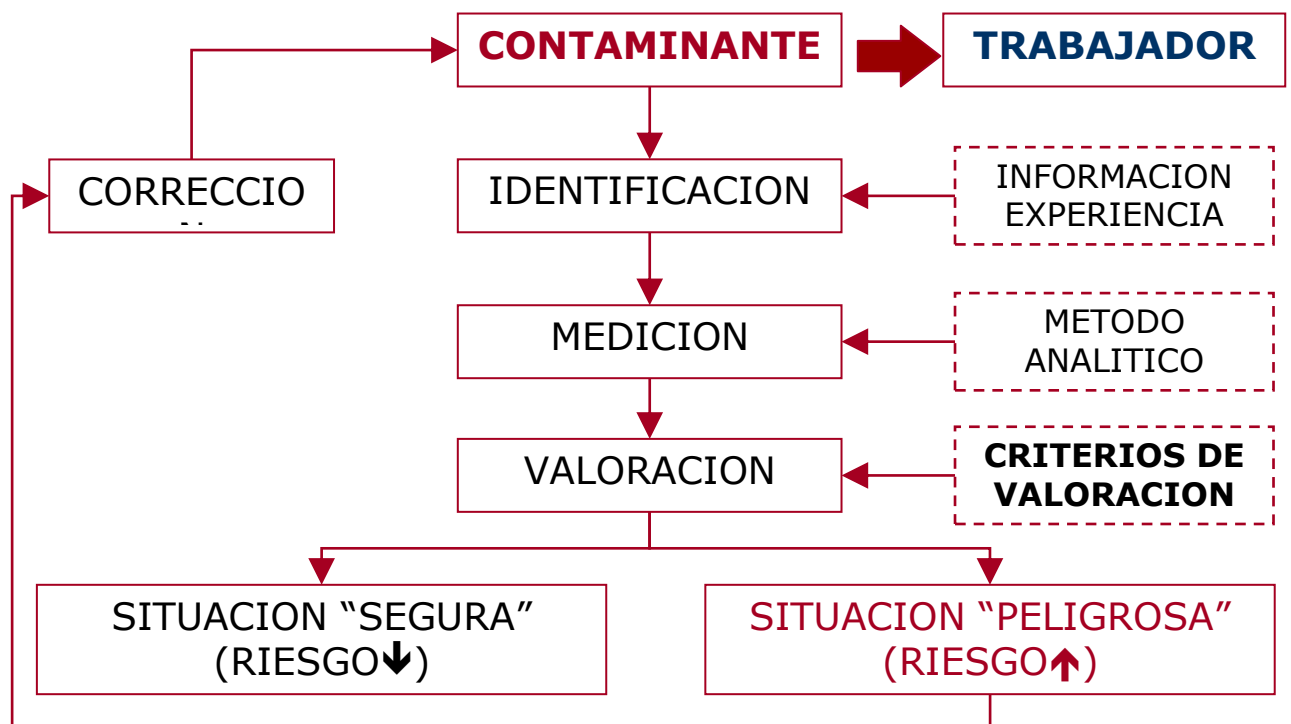 CONTAMINANTE
TRABAJADOR
CORRECCIO
IDENTIFICACION
INFORMACION
EXPERIENCIA
MEDICION
METODO
ANALITICO
VALORACION
CRITERIOS DE
VALORACION
SITUACION “SEGURA”
(RIESGO🡻)
SITUACION “PELIGROSA”
(RIESGO🡹)